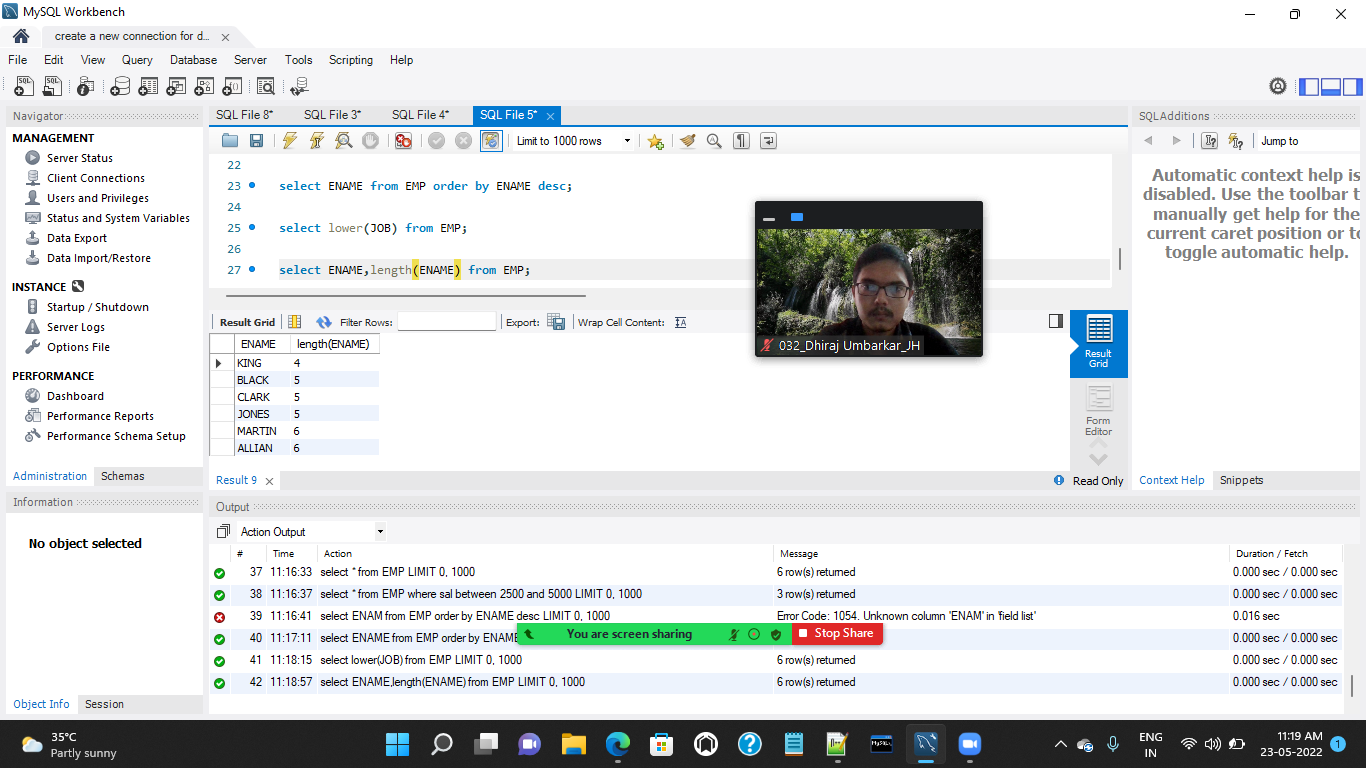 MySQL Workbench
create a new connection for d...
File Edit View Query Database Server Tools Scripting Help
Navigator
MANAGEMENT
Server Status
Client Connections
Users and Privileges
Status and System Variables
Data Export
Data Import/Restore
INSTANCE
Startup / Shutdown
Server Logs
Options File
PERFORMANCE
Dashboard
Performance Reports
Performance Schema Setup
Administration Schemas
Information
No object selected
Object Info Session
SQL File 8* SQL File 3* SQL File 4* SQL File 5*
Limit to 1000 rows
22
23 select ENAME from EMP order by ENAME desc;
24
25 select lower(JOB) from EMP;
26
27 select ENAME,length(ENAME) from EMP;
032_Dhiraj Umbarkar_JH
Result Grid Filter Rows: Export: Wrap Cell Content:
ENAME length(ENAME)
KING 4
BLACK 5
CLARK 5
JONES 5
MARTIN 6
ALLIAN 6
Result Grid
Form Editor
Result 9
Read Only
SQLAdditions
Jump to
Automatic context help is
disabled. Use the toolbar t
manually get help for the
current caret position or to
toggle automatic help.
Context Help Snippets
Output
Action Output
# Time Action Message Duration / Fetch
37 11:16:33 select * from EMP LIMIT 0, 1000 6 row(s) returned 0.000 sec / 0.000 sec
38 11:16:37 select * from EMP where sal between 2500 and 5000 LIMIT 0, 1000 3 row(s) returned 0.000 sec / 0.000 sec
39 11:16:41 select ENAM from EMP order by ENAME desc LIMIT 0, 1000 Error Code: 1054. Unknown column 'ENAM' in 'field list' 0.016 sec
40 11:17:11 select ENAME from EMP order by ENAME 0.000 sec / 0.000 sec
You are screen sharing Stop Share
41 11:18:15 select lower(JOB) from EMP LIMIT 0, 1000 6 row(s) returned 0.000 sec / 0.000 sec
42 11:18:57 select ENAME,length(ENAME) from EMP LIMIT 0, 1000 6 row(s) returned 0.000 sec / 0.000 sec
35°C
Partly sunny
ENG
IN
11:19 AM
23-05-2022
1